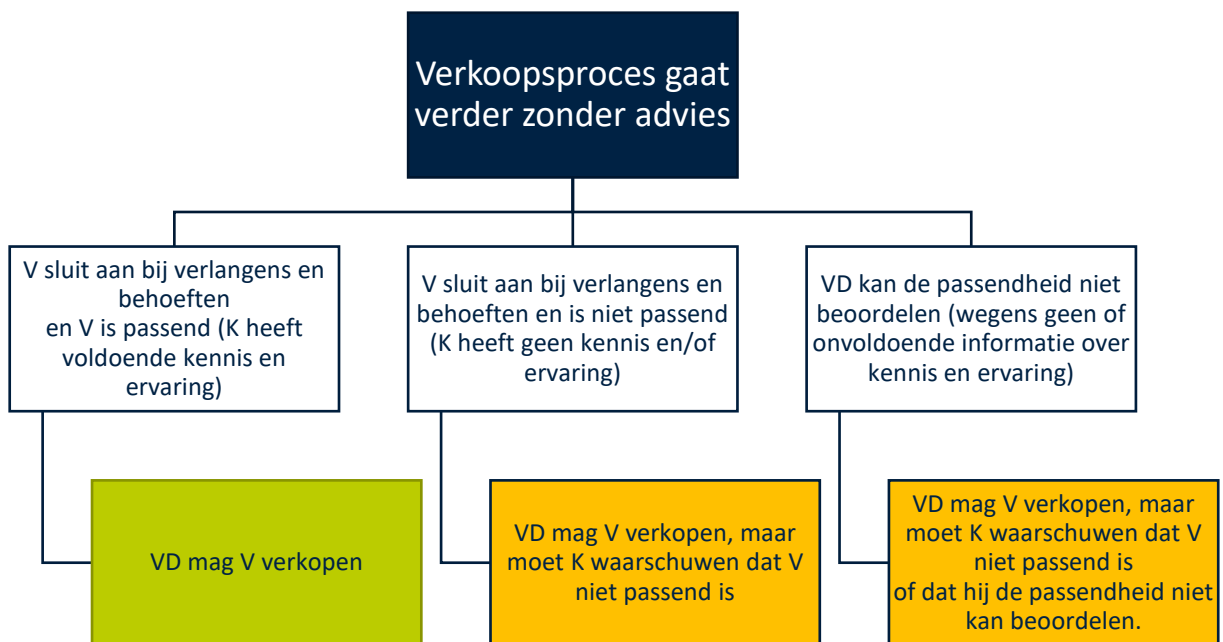 Verkoopsproces gaat
verder zonder advies
V sluit aan bij verlangens en
behoeften
en V is passend (K heeft
voldoende kennis en
ervaring)
VD mag V verkopen
V sluit aan bij verlangens en
behoeften en is niet passend
(K heeft geen kennis en/of
ervaring)
VD mag V verkopen, maar
moet K waarschuwen dat V
niet passend is
VD kan de passendheid niet
beoordelen (wegens geen of
onvoldoende informatie over
kennis en ervaring)
VD mag V verkopen, maar
moet K waarschuwen dat V
niet passend is
of dat hij de passendheid niet
kan beoordelen.